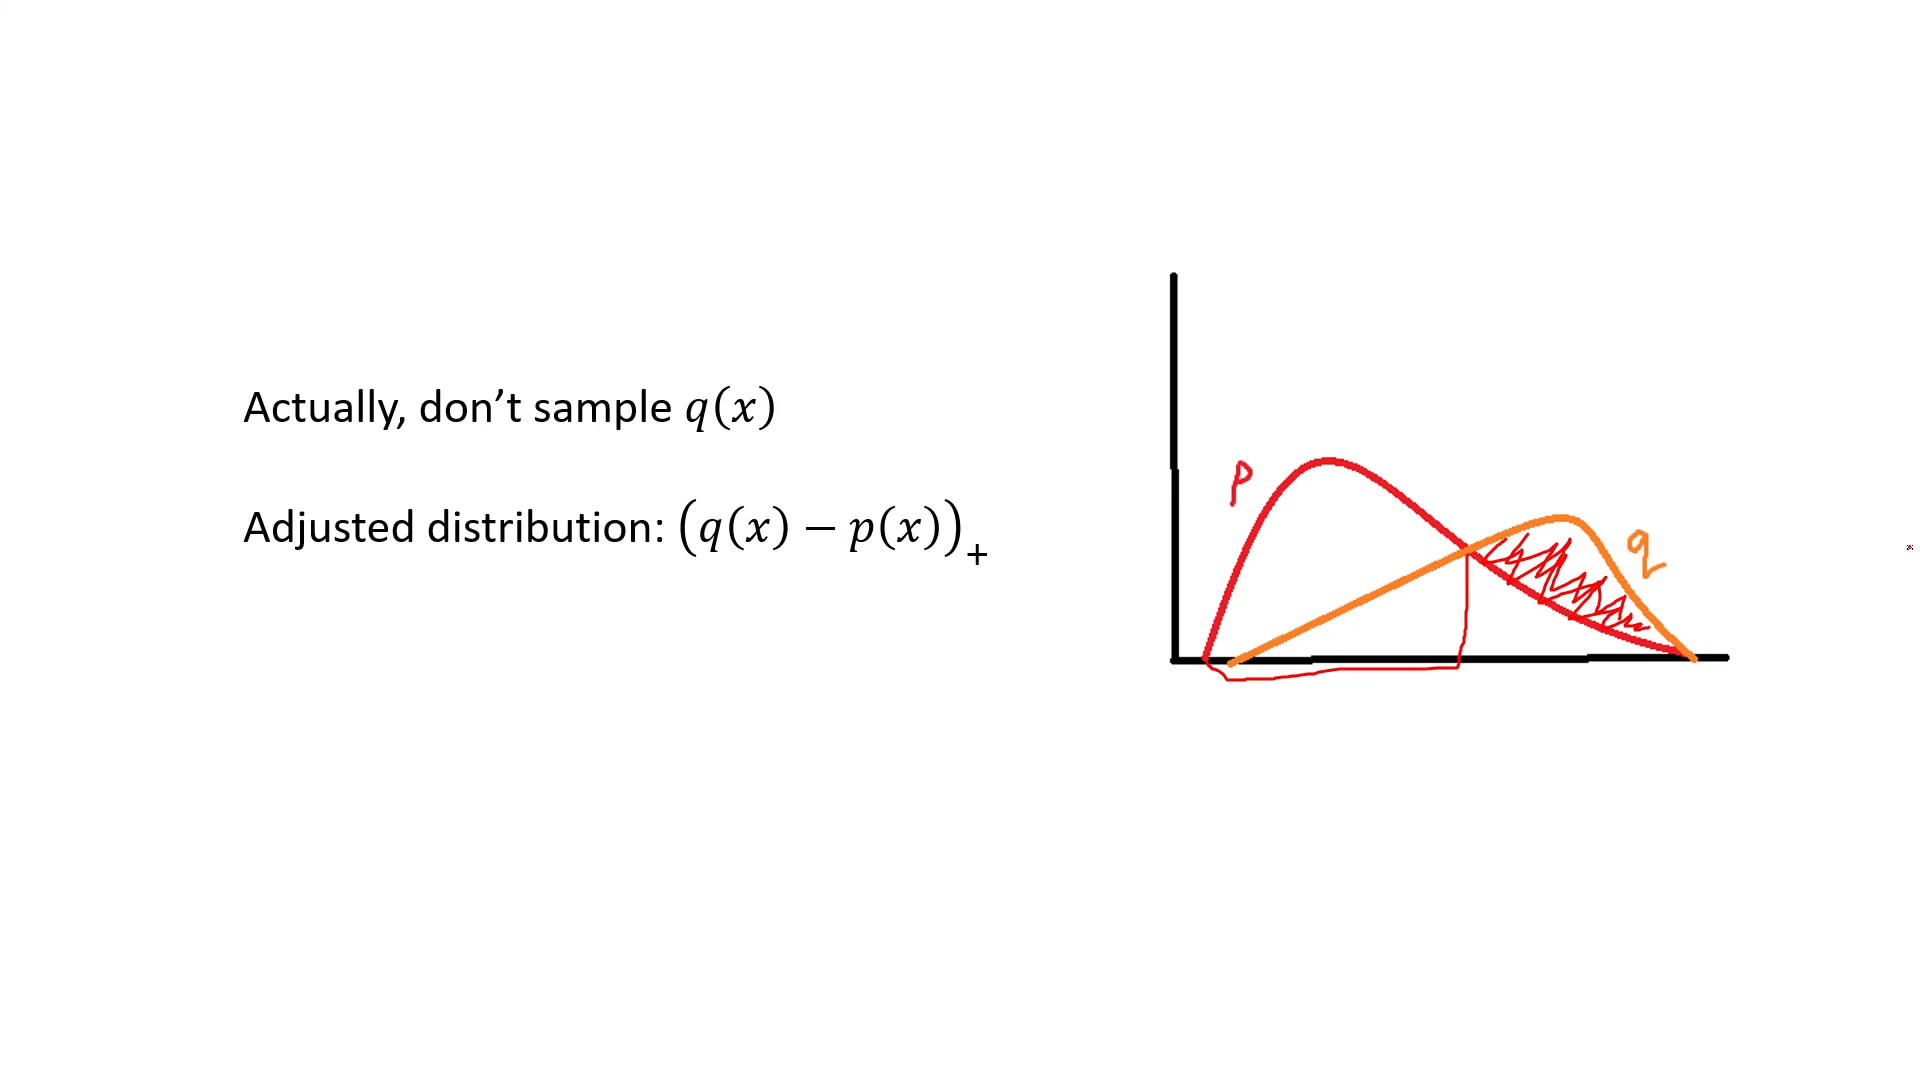 Actually, don’t sample 𝑞(𝑥)
Adjusted distribution: (𝑞(𝑥) − 𝑝(𝑥))₊
p
q